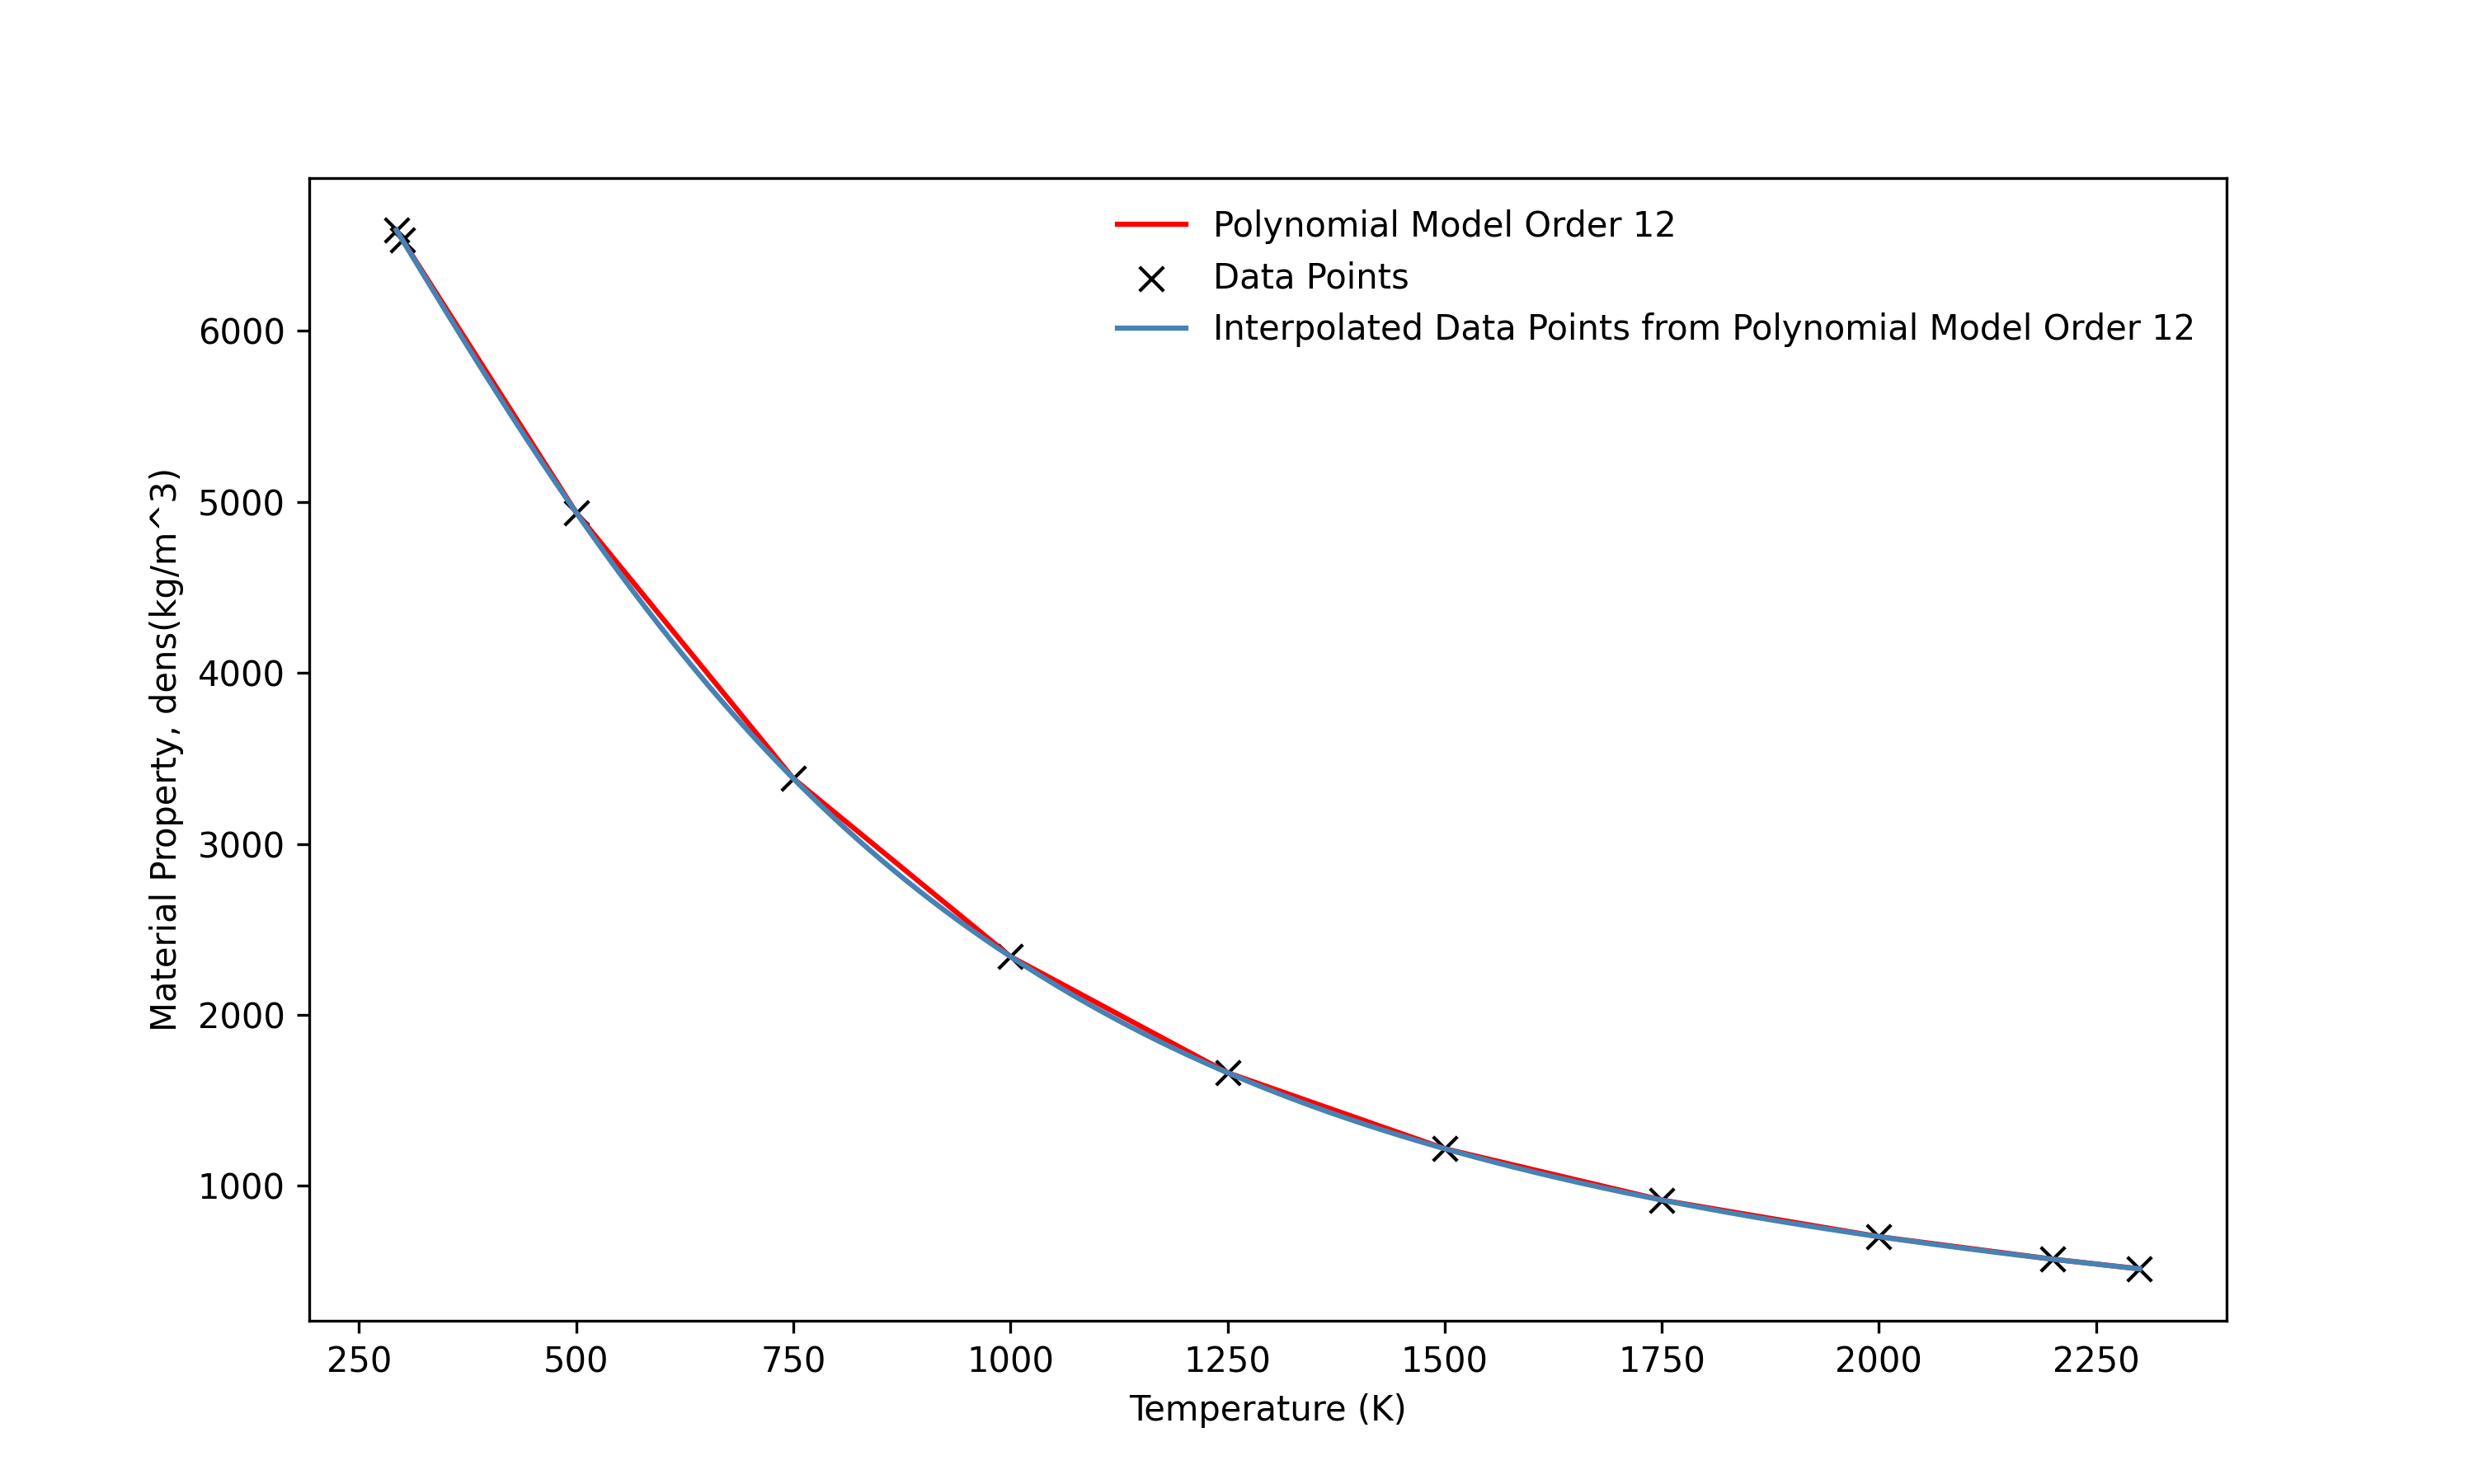 Polynomial Model Order 12
Data Points
Interpolated Data Points from Polynomial Model Order 12
Material Property, dens(kg/m^3)
6000
5000
4000
3000
2000
1000
250 500 750 1000 1250 1500 1750 2000 2250
Temperature (K)